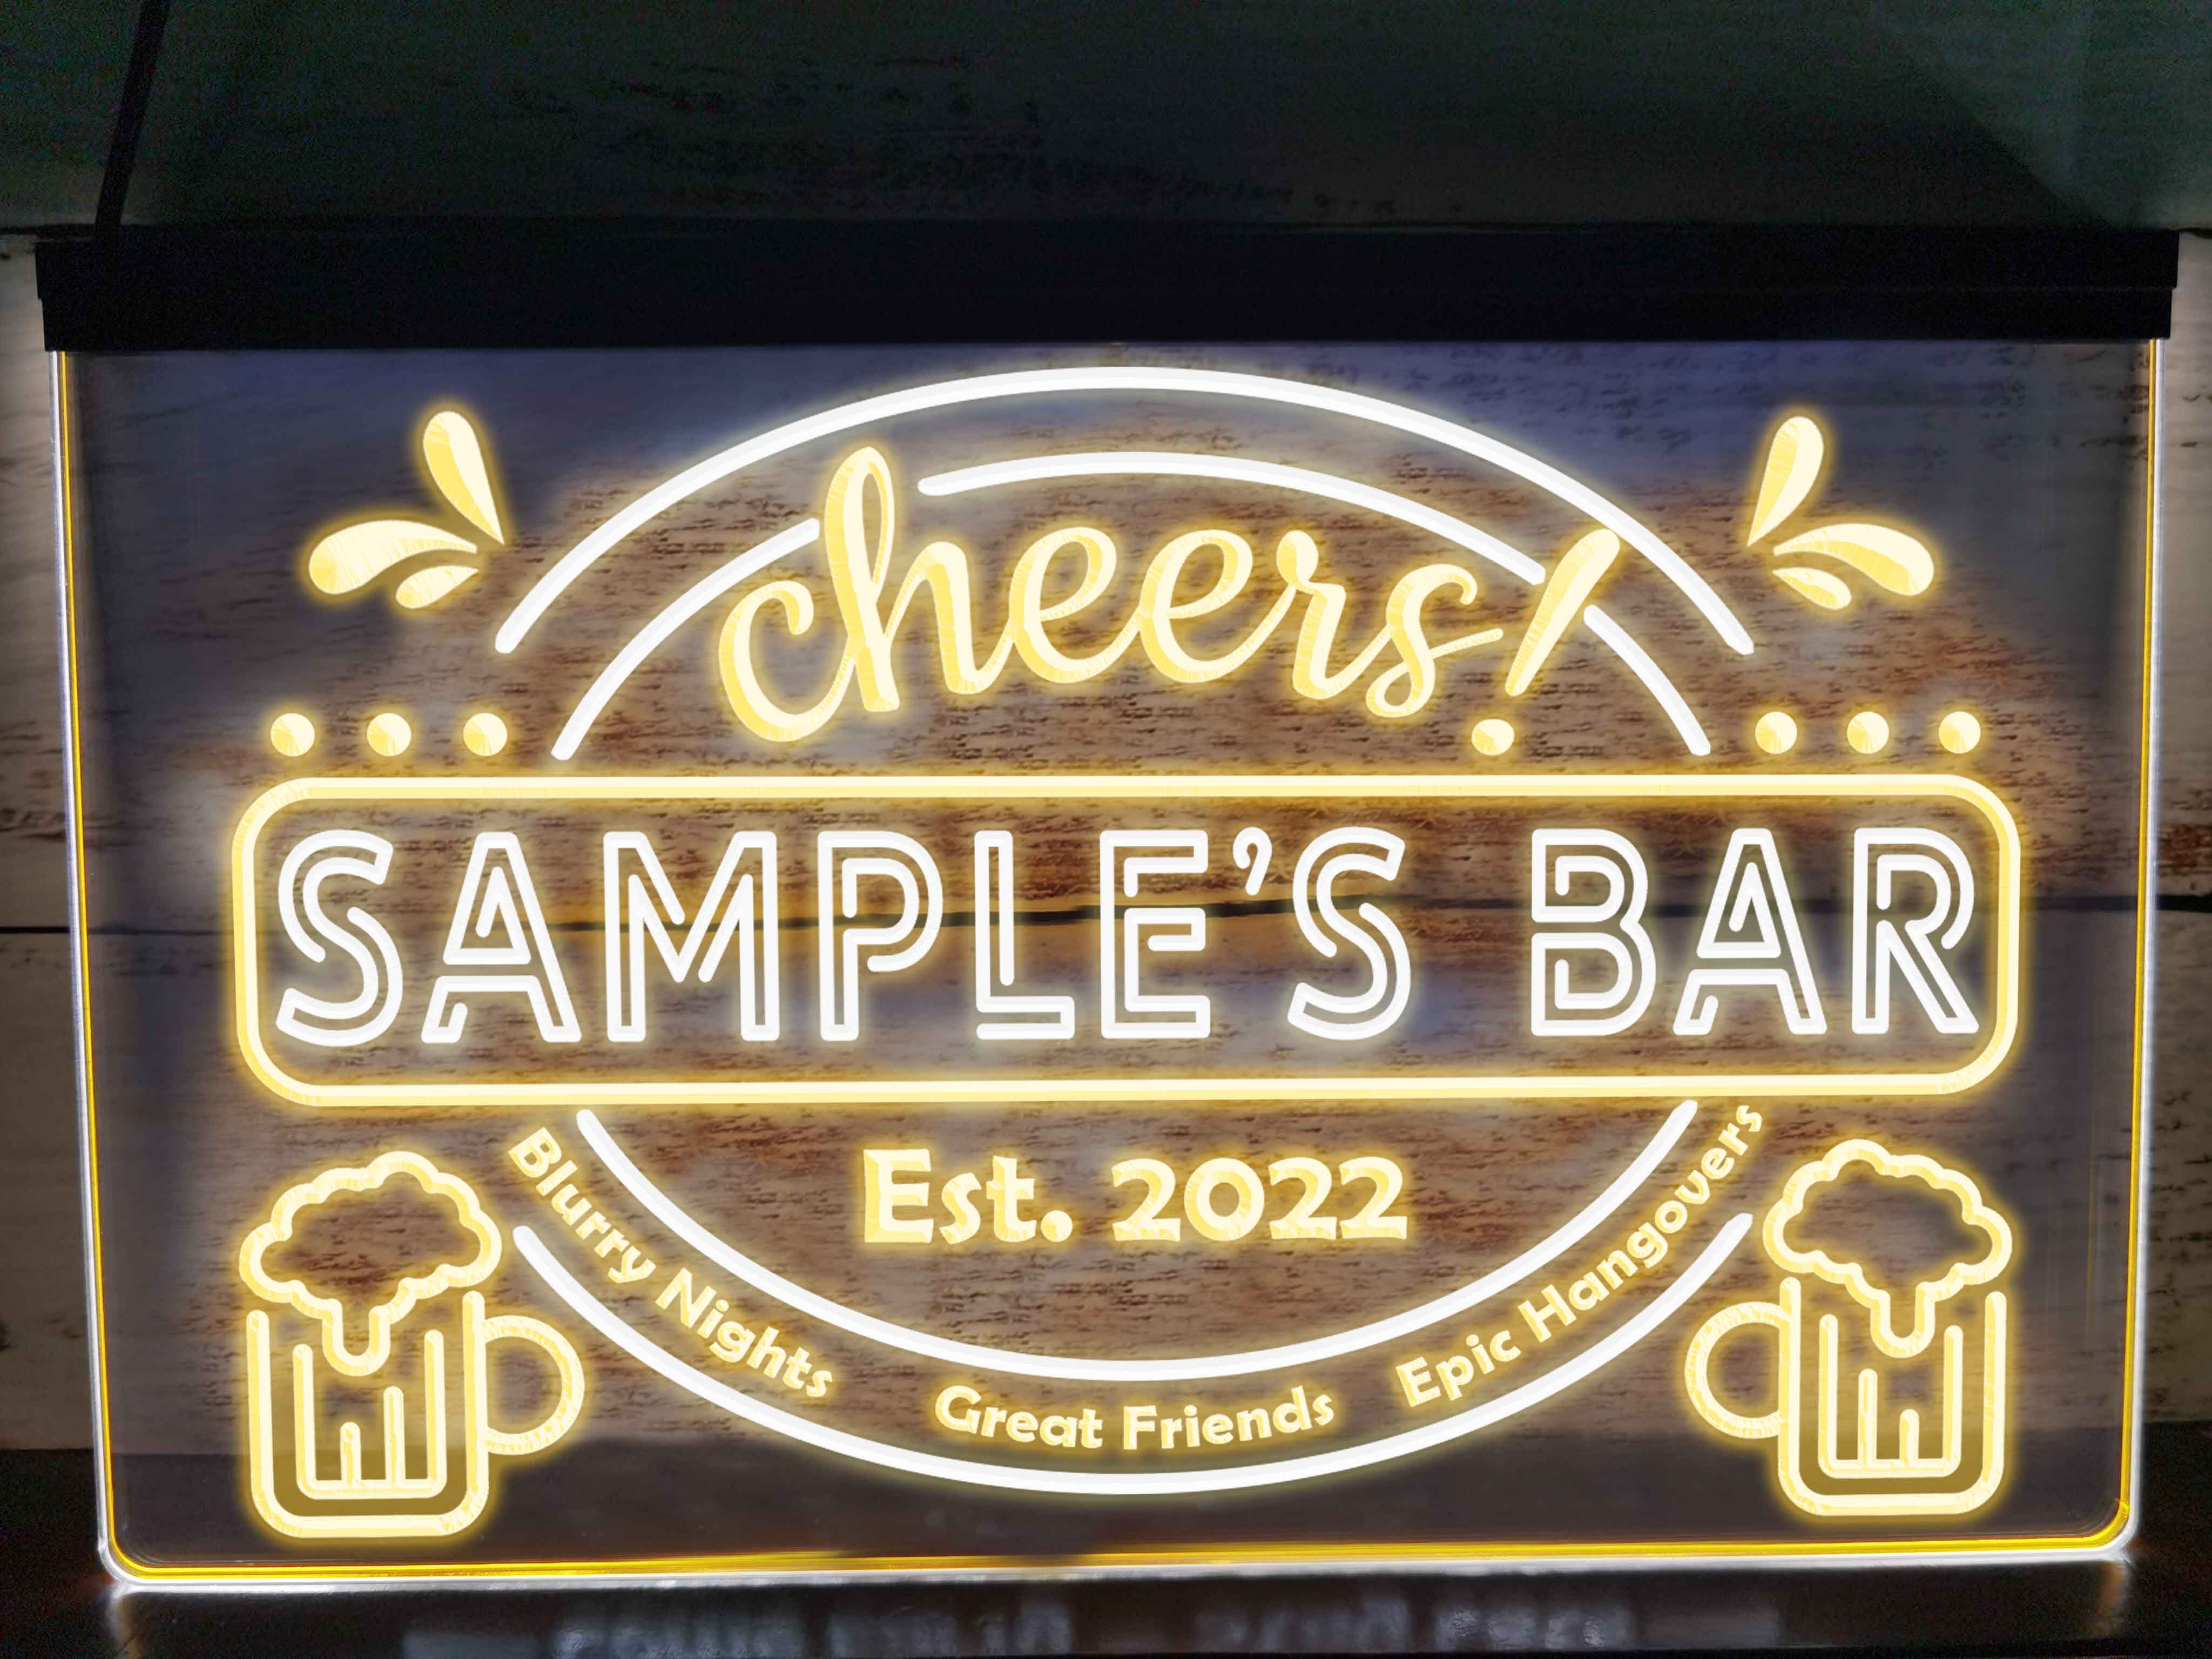 cheers!
SAMPLE'S BAR
Est. 2022
Blurry Nights Great Friends Epic Hangovers